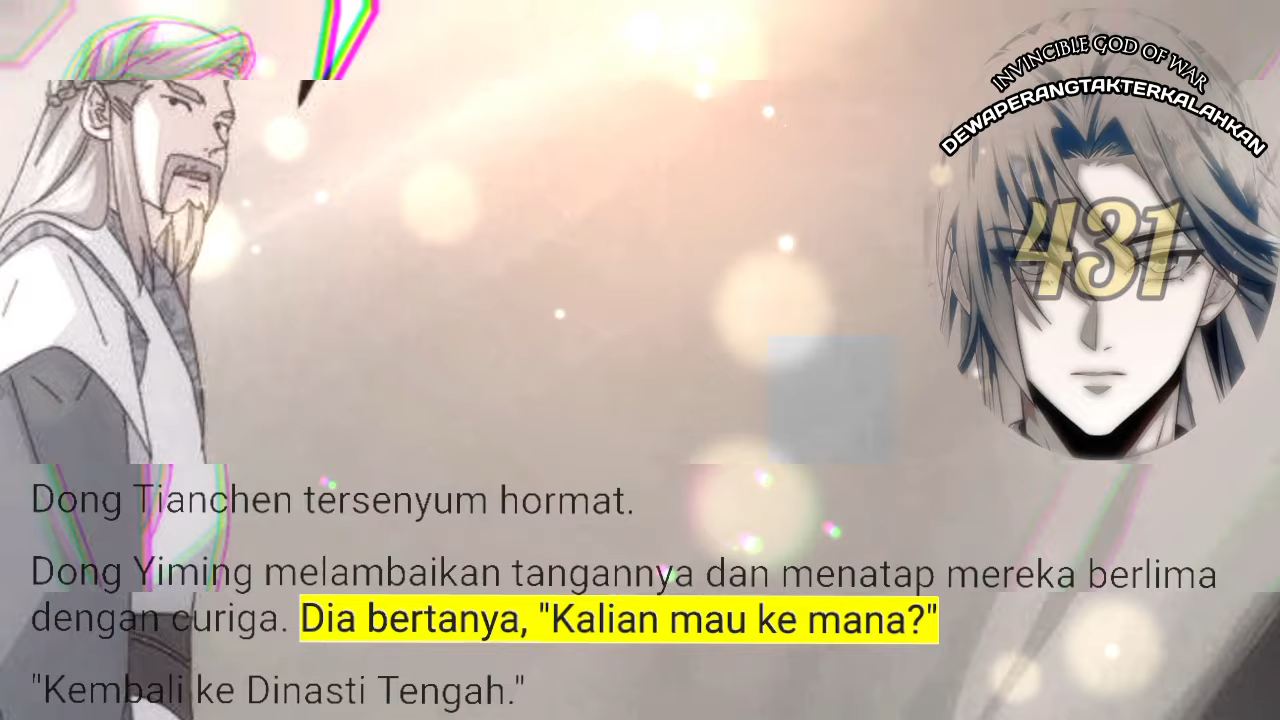 INVINCIBLE GOD OF WAR
DEWAPERANGTAKTERKALAHKAN
431
Dong Tianchen tersenyum hormat.
Dong Yiming melambaikan tangannya dan menatap mereka berlima
dengan curiga. Dia bertanya, "Kalian mau ke mana?"
"Kembali ke Dinasti Tengah."